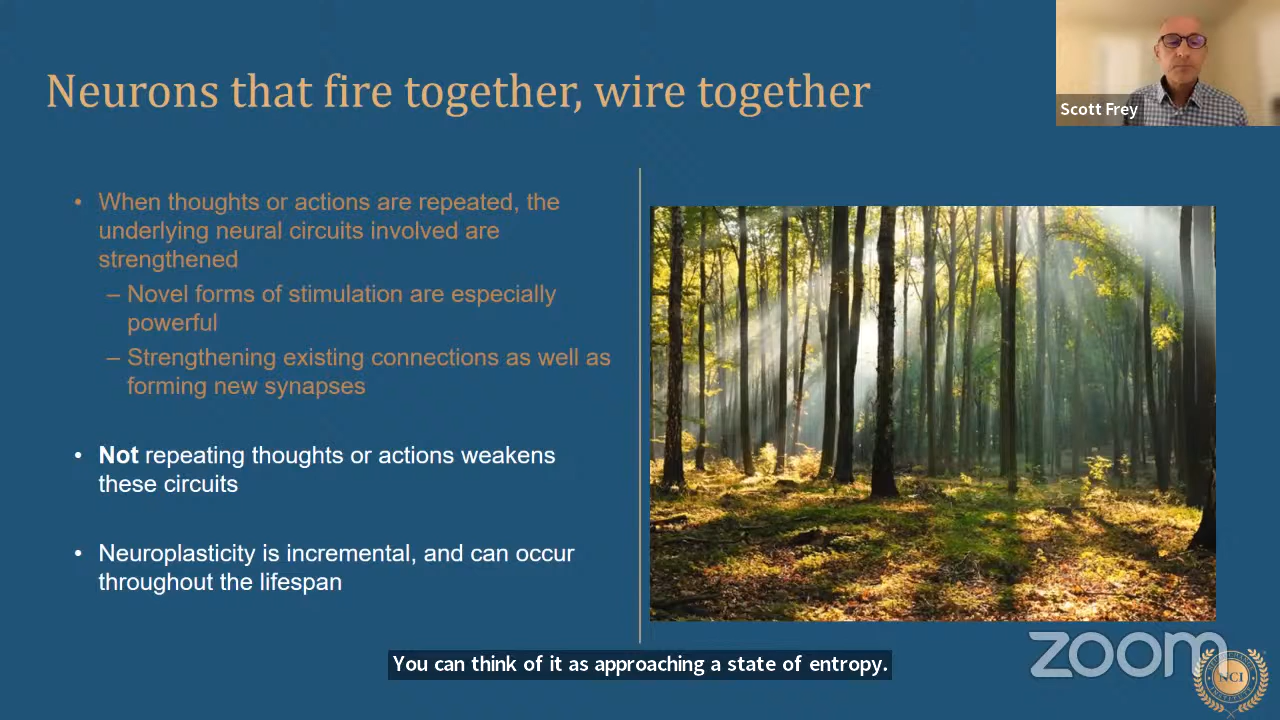 Neurons that fire together, wire together
Scott Frey
• When thoughts or actions are repeated, the
underlying neural circuits involved are
strengthened
– Novel forms of stimulation are especially
powerful
– Strengthening existing connections as well as
forming new synapses
• Not repeating thoughts or actions weakens
these circuits
• Neuroplasticity is incremental, and can occur
throughout the lifespan
You can think of it as approaching a state of entropy.
zoom
NCI